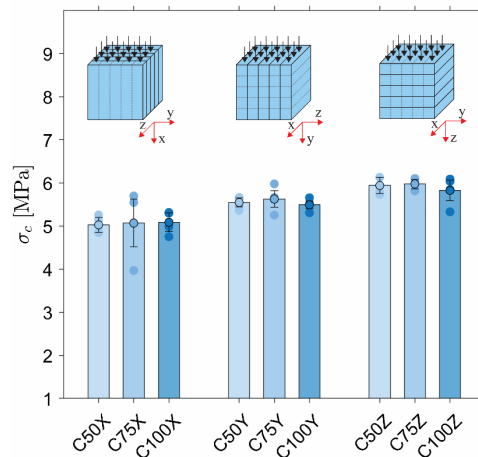 σc [MPa]
9
8
7
6
5
4
3
2
1
z y
x
x z
y
x y
z
C50X C75X C100X C50Y C75Y C100Y C50Z C75Z C100Z